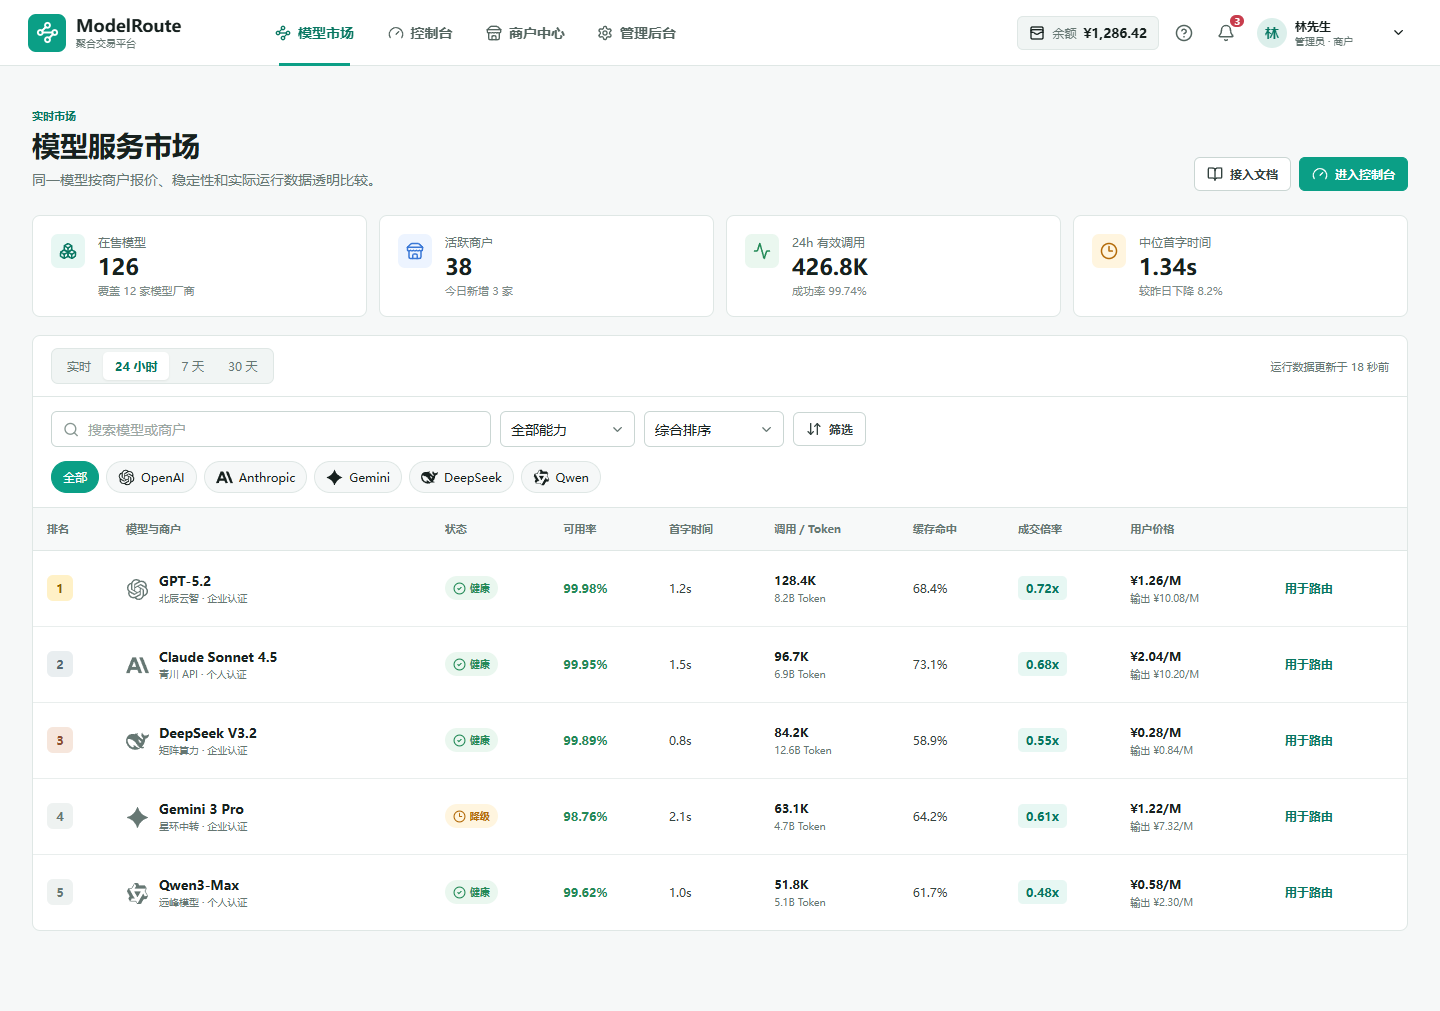 ModelRoute
聚合交易平台
模型市场
控制台
商户中心
管理后台
余额 ¥1,286.42
3
林
林先生
管理员 · 商户
实时市场
模型服务市场
同一模型按商户报价、稳定性和实际运行数据透明比较。
接入文档
进入控制台
在售模型
126
覆盖 12 家模型厂商
活跃商户
38
今日新增 3 家
24h 有效调用
426.8K
成功率 99.74%
中位首字时间
1.34s
较昨日下降 8.2%
实时 24 小时 7 天 30 天
运行数据更新于 18 秒前
搜索模型或商户
全部能力
综合排序
筛选
全部 OpenAI Anthropic Gemini DeepSeek Qwen
排名 模型与商户 状态 可用率 首字时间 调用 / Token 缓存命中 成交倍率 用户价格
1 GPT-5.2 健康 99.98% 1.2s 128.4K 68.4% 0.72x ¥1.26/M 用于路由
北辰云智 · 企业认证 8.2B Token 输出 ¥10.08/M
2 Claude Sonnet 4.5 健康 99.95% 1.5s 96.7K 73.1% 0.68x ¥2.04/M 用于路由
青川 API · 个人认证 6.9B Token 输出 ¥10.20/M
3 DeepSeek V3.2 健康 99.89% 0.8s 84.2K 58.9% 0.55x ¥0.28/M 用于路由
矩阵算力 · 企业认证 12.6B Token 输出 ¥0.84/M
4 Gemini 3 Pro 降级 98.76% 2.1s 63.1K 64.2% 0.61x ¥1.22/M 用于路由
星环中转 · 企业认证 4.7B Token 输出 ¥7.32/M
5 Qwen3-Max 健康 99.62% 1.0s 51.8K 61.7% 0.48x ¥0.58/M 用于路由
远峰模型 · 个人认证 5.1B Token 输出 ¥2.30/M